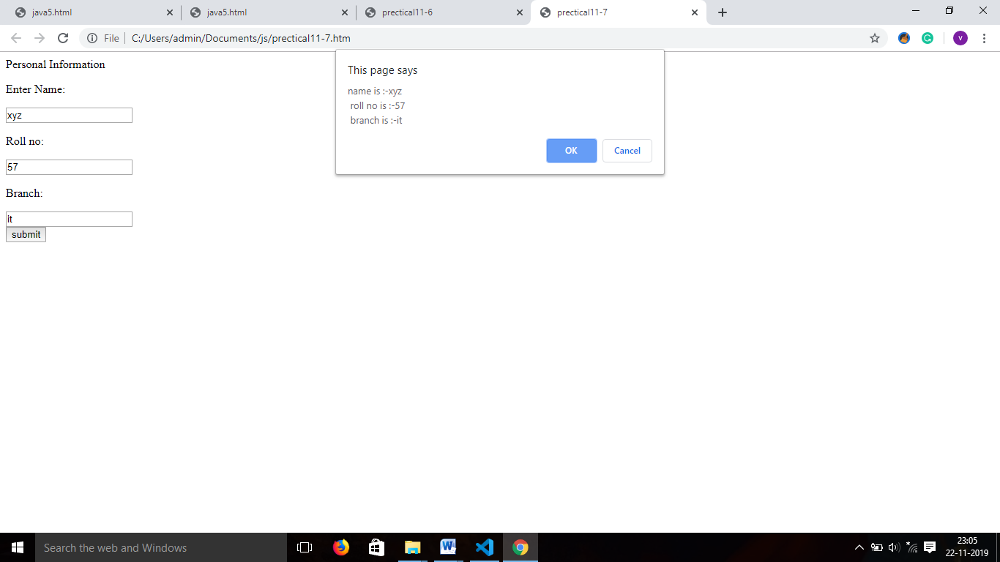 java5.html
java5.html
prectical11-6
prectical11-7
File
C:/Users/admin/Documents/js/prectical11-7.htm
V
Personal Information
Enter Name:
xyz
Roll no:
57
Branch:
it
submit
This page says
name is :-xyz
roll no is :-57
branch is :-it
OK
Cancel
Search the web and Windows
23:05
22-11-2019